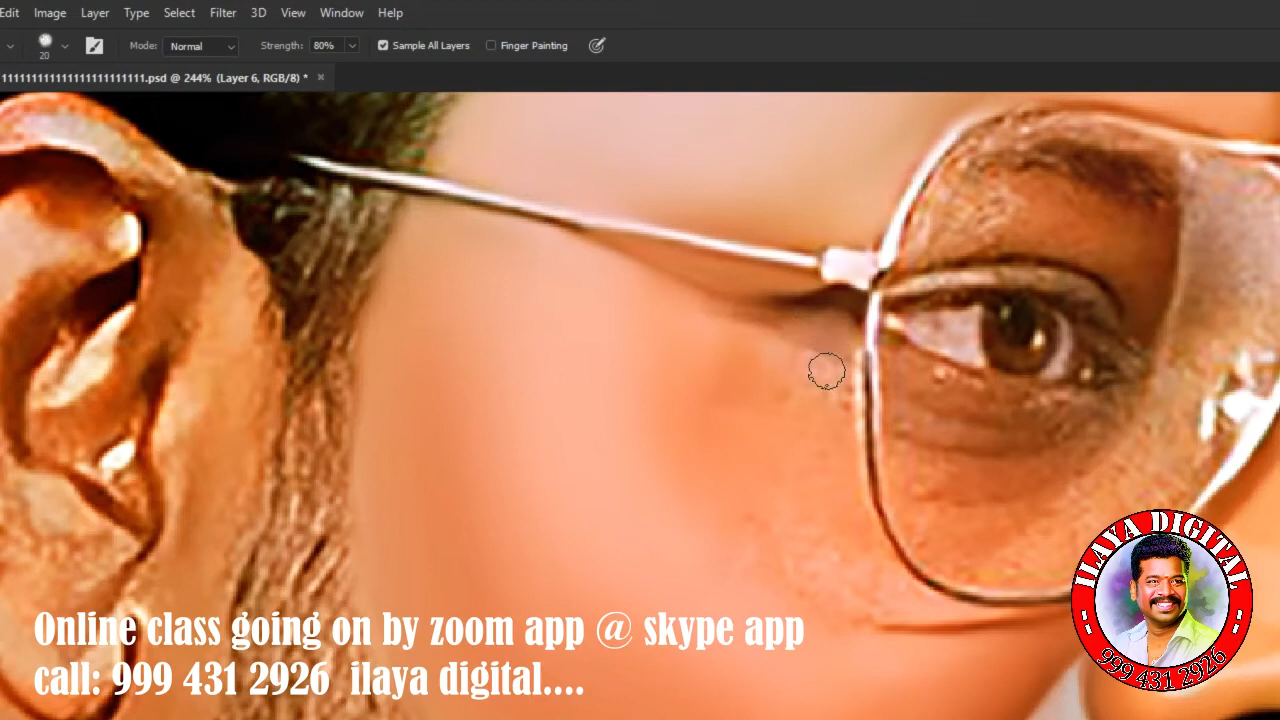 Edit Image Layer Type Select Filter 3D View Window Help
20 Mode: Normal Strength: 80% Sample All Layers Finger Painting
111111111111111111111111.psd @ 244% (Layer 6, RGB/8) * ×
ILAYA DIGITAL
999 431 2926
Online class going on by zoom app @ skype app
call: 999 431 2926 ilaya digital....